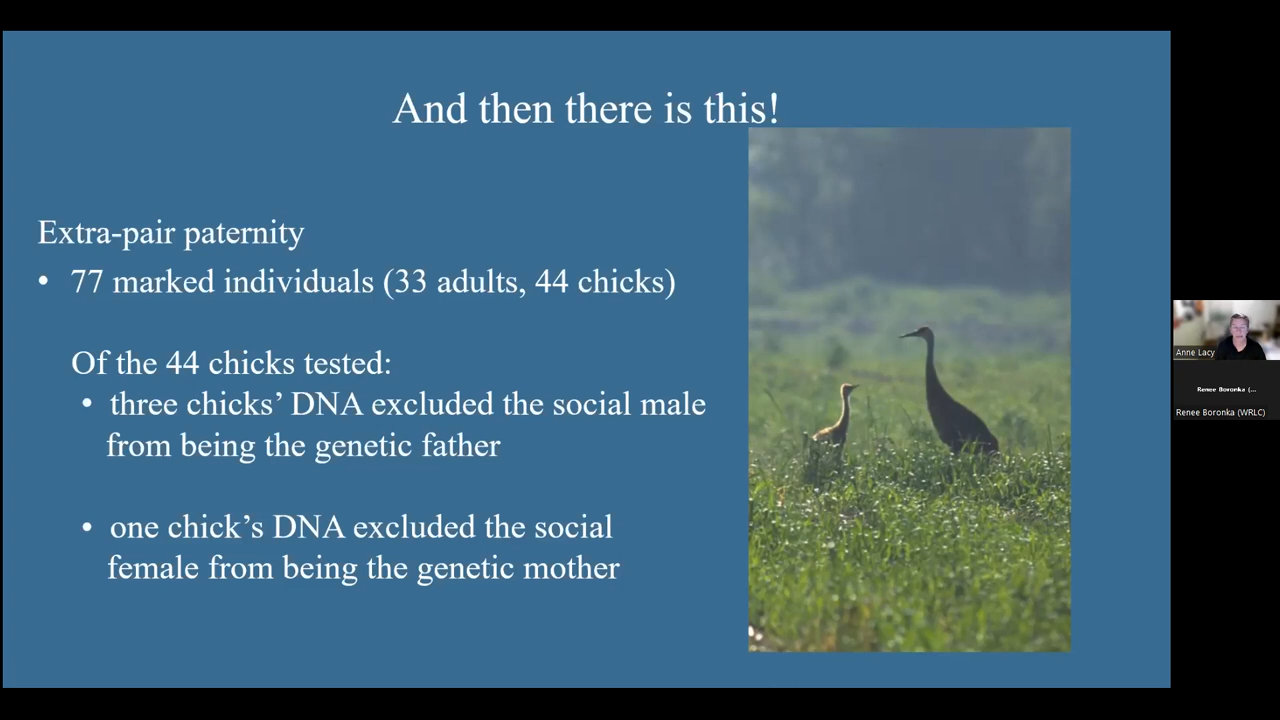 And then there is this!
Extra-pair paternity
• 77 marked individuals (33 adults, 44 chicks)
Of the 44 chicks tested:
• three chicks’ DNA excluded the social male
from being the genetic father
• one chick’s DNA excluded the social
female from being the genetic mother
Anne Lacy
Renee Boronka (...
Renee Boronka (WRLC)